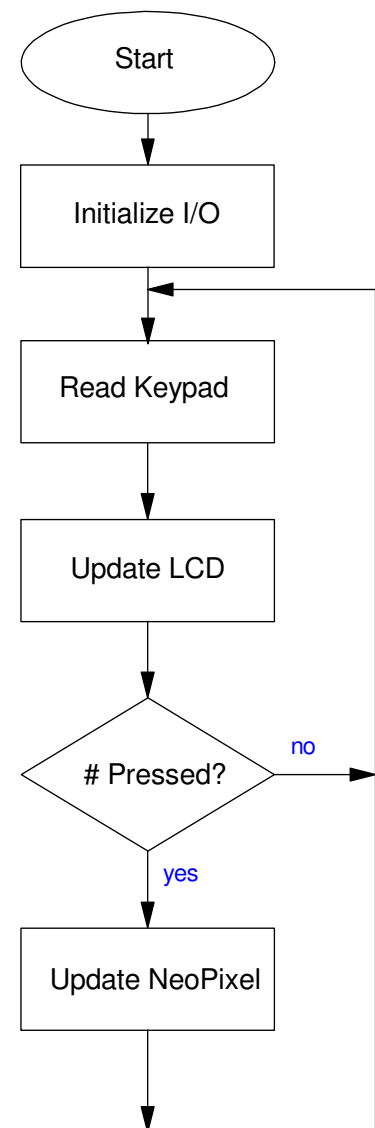 Start
Initialize I/O
Read Keypad
Update LCD
# Pressed?
no
yes
Update NeoPixel